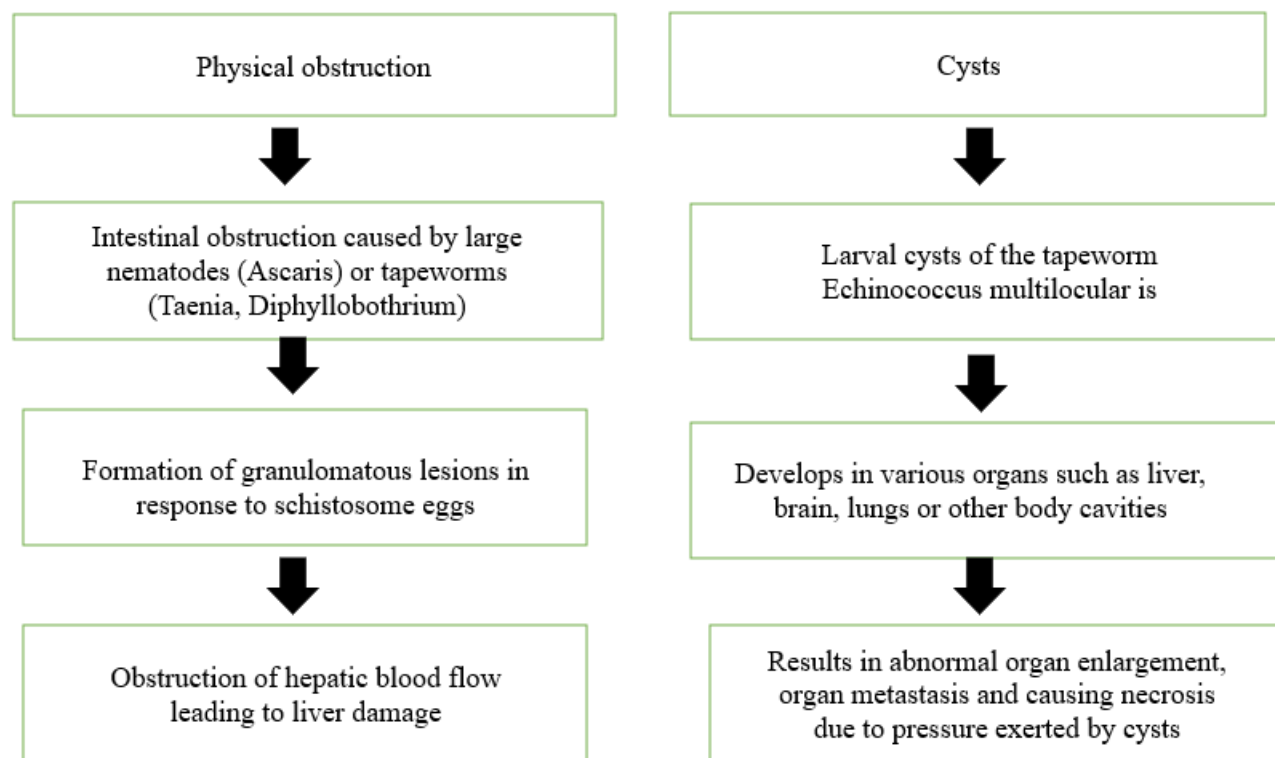 Physical obstruction
Intestinal obstruction caused by large
nematodes (Ascaris) or tapeworms
(Taenia, Diphyllobothrium)
Formation of granulomatous lesions in
response to schistosome eggs
Obstruction of hepatic blood flow
leading to liver damage
Cysts
Larval cysts of the tapeworm
Echinococcus multilocular is
Develops in various organs such as liver,
brain, lungs or other body cavities
Results in abnormal organ enlargement,
organ metastasis and causing necrosis
due to pressure exerted by cysts